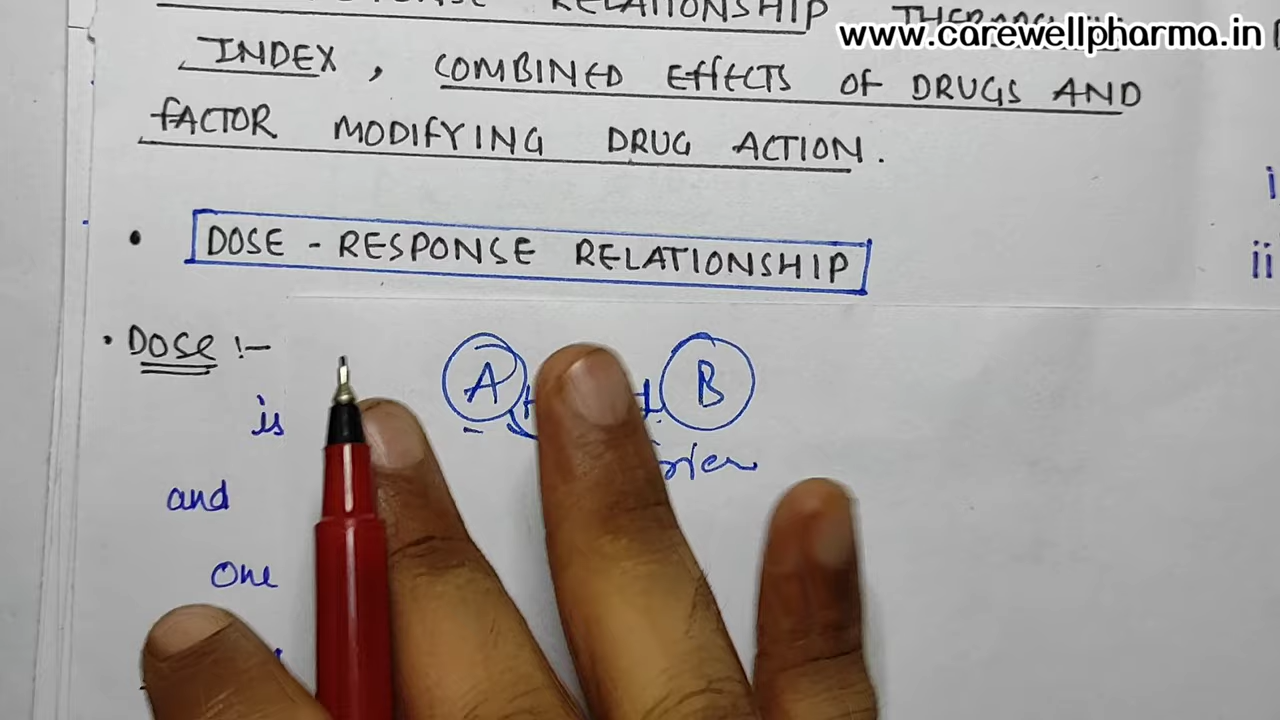 RELATIONSHIP
www.carewellpharma.in
INDEX, COMBINED EFFECTS OF DRUGS AND
FACTOR MODIFYING DRUG ACTION.
• DOSE - RESPONSE RELATIONSHIP
• DOSE :-
A B
is
and
One
i
ii